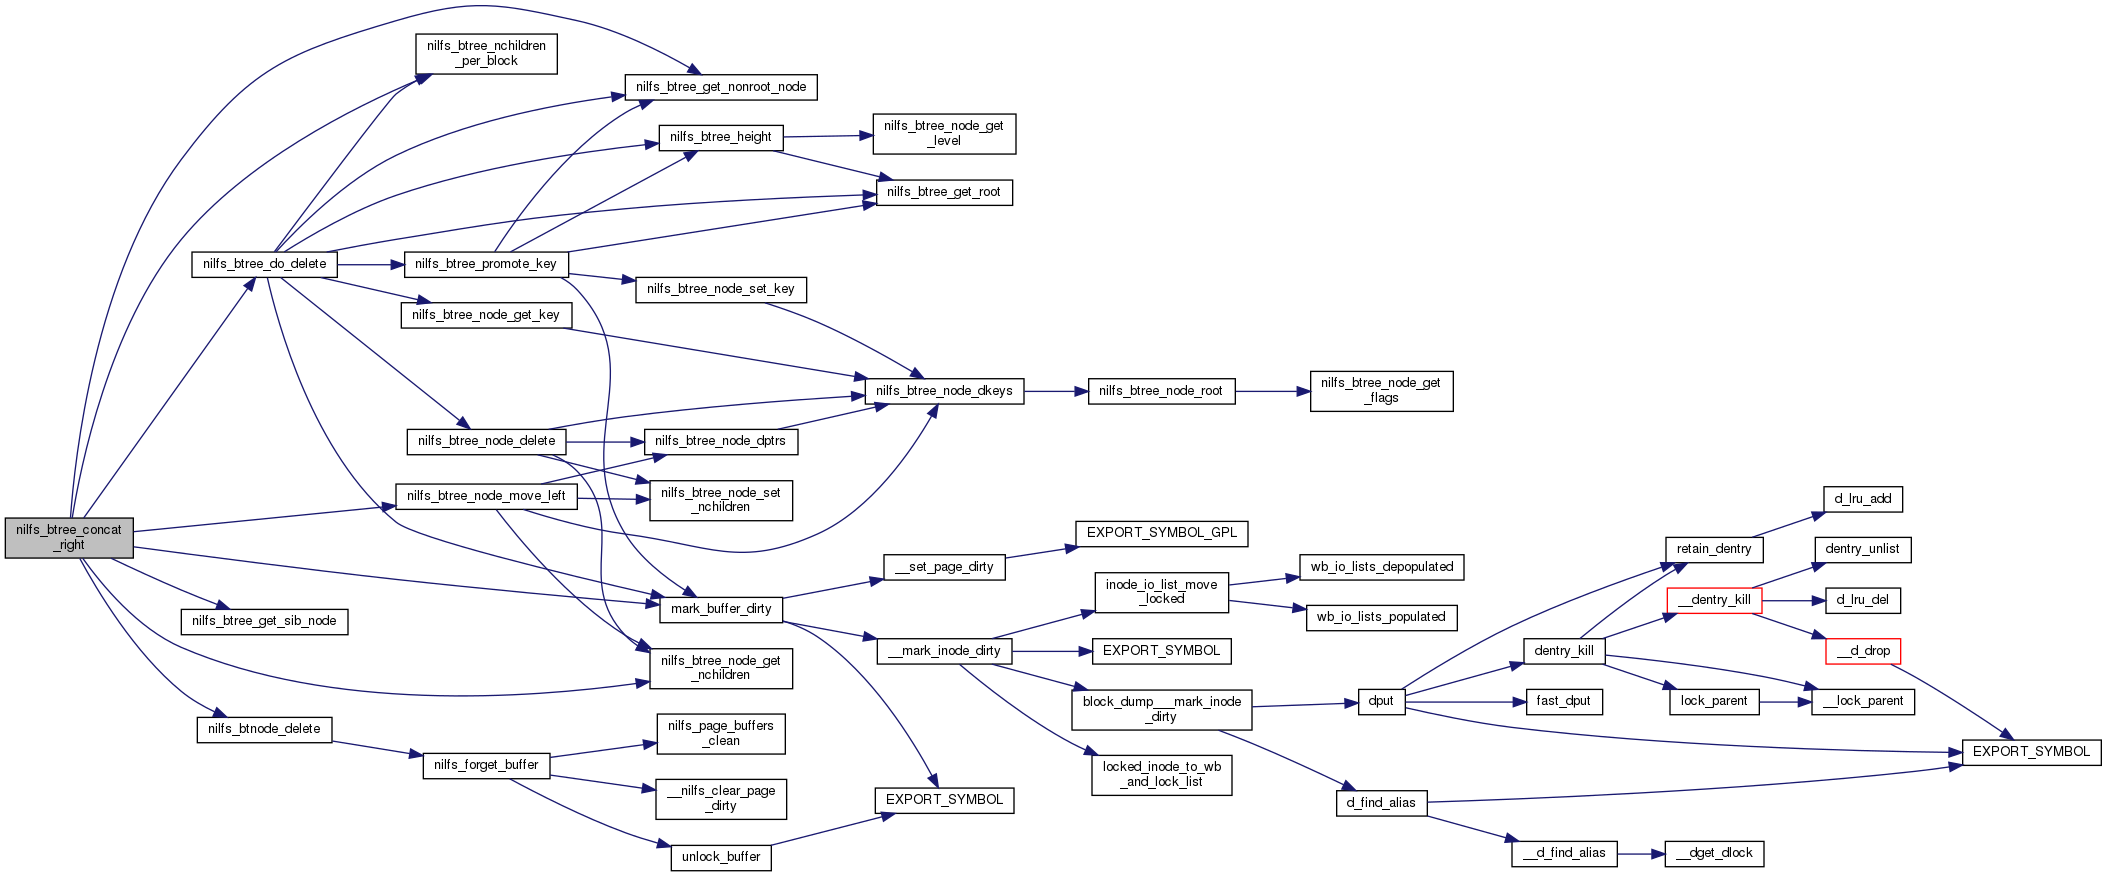 nilfs_btree_nchildren
_per_block
nilfs_btree_get_nonroot_node
nilfs_btree_height
nilfs_btree_node_get
_level
nilfs_btree_get_root
nilfs_btree_do_delete
nilfs_btree_promote_key
nilfs_btree_node_set_key
nilfs_btree_node_get_key
nilfs_btree_node_dkeys
nilfs_btree_node_root
nilfs_btree_node_get
_flags
nilfs_btree_node_delete
nilfs_btree_node_dptrs
nilfs_btree_node_move_left
nilfs_btree_node_set
_nchildren
nilfs_btree_concat
_right
d_lru_add
EXPORT_SYMBOL_GPL
retain_dentry
dentry_unlist
__set_page_dirty
wb_io_lists_depopulated
inode_io_list_move
_locked
__dentry_kill
d_lru_del
mark_buffer_dirty
wb_io_lists_populated
nilfs_btree_get_sib_node
__mark_inode_dirty
EXPORT_SYMBOL
dentry_kill
__d_drop
nilfs_btree_node_get
_nchildren
block_dump___mark_inode
_dirty
dput
fast_dput
lock_parent
__lock_parent
nilfs_btnode_delete
nilfs_page_buffers
_clean
EXPORT_SYMBOL
nilfs_forget_buffer
locked_inode_to_wb
_and_lock_list
__nilfs_clear_page
_dirty
EXPORT_SYMBOL
d_find_alias
unlock_buffer
__d_find_alias
__dget_dlock